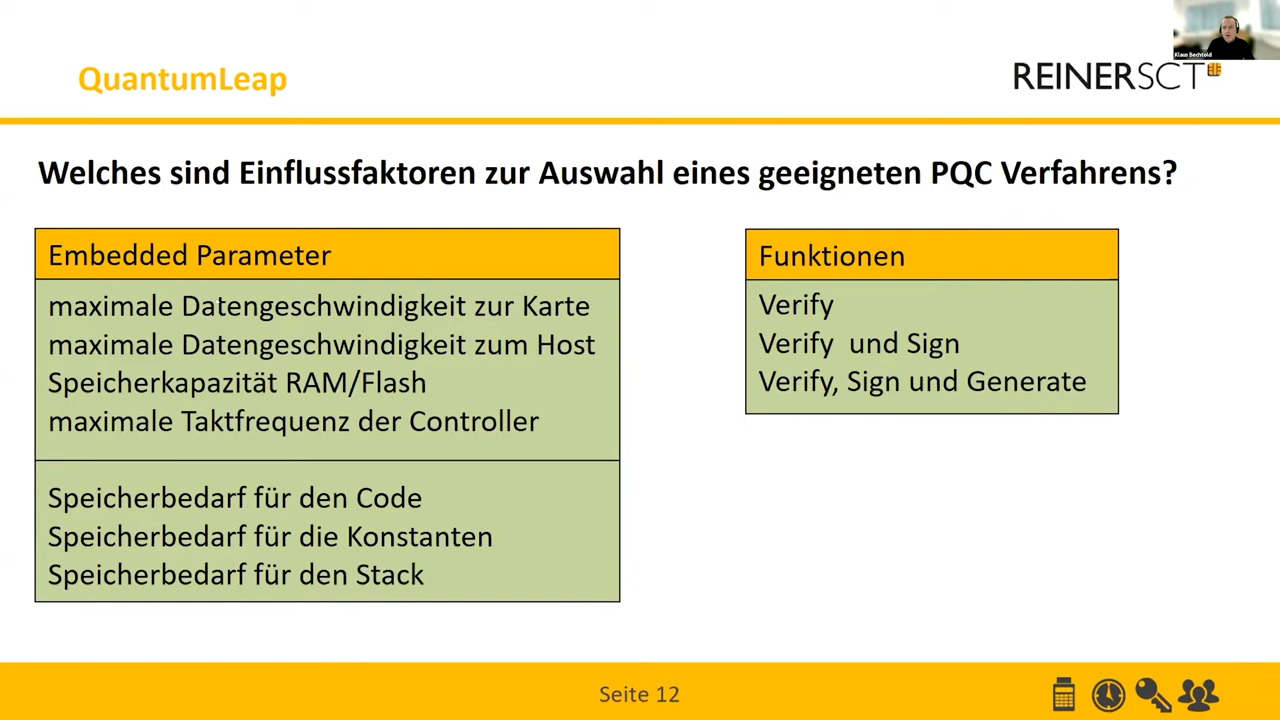 Klaus Bechtold
QuantumLeap
REINERSCT
Welches sind Einflussfaktoren zur Auswahl eines geeigneten PQC Verfahrens?
Embedded Parameter
maximale Datengeschwindigkeit zur Karte
maximale Datengeschwindigkeit zum Host
Speicherkapazität RAM/Flash
maximale Taktfrequenz der Controller
Speicherbedarf für den Code
Speicherbedarf für die Konstanten
Speicherbedarf für den Stack
Funktionen
Verify
Verify und Sign
Verify, Sign und Generate
Seite 12